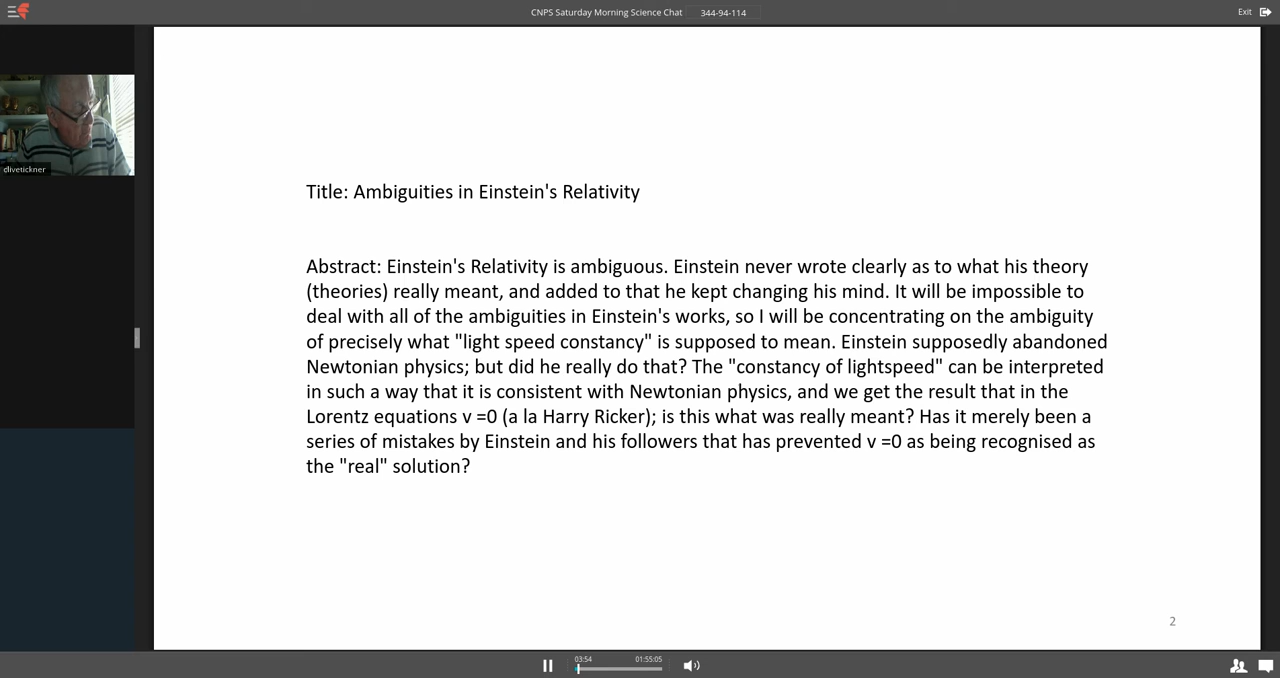 CNPS Saturday Morning Science Chat 344-94-114
Exit
clivetickner
Title: Ambiguities in Einstein's Relativity
Abstract: Einstein's Relativity is ambiguous. Einstein never wrote clearly as to what his theory
(theories) really meant, and added to that he kept changing his mind. It will be impossible to
deal with all of the ambiguities in Einstein's works, so I will be concentrating on the ambiguity
of precisely what "light speed constancy" is supposed to mean. Einstein supposedly abandoned
Newtonian physics; but did he really do that? The "constancy of lightspeed" can be interpreted
in such a way that it is consistent with Newtonian physics, and we get the result that in the
Lorentz equations v =0 (a la Harry Ricker); is this what was really meant? Has it merely been a
series of mistakes by Einstein and his followers that has prevented v =0 as being recognised as
the "real" solution?
2
03:54 01:55:05